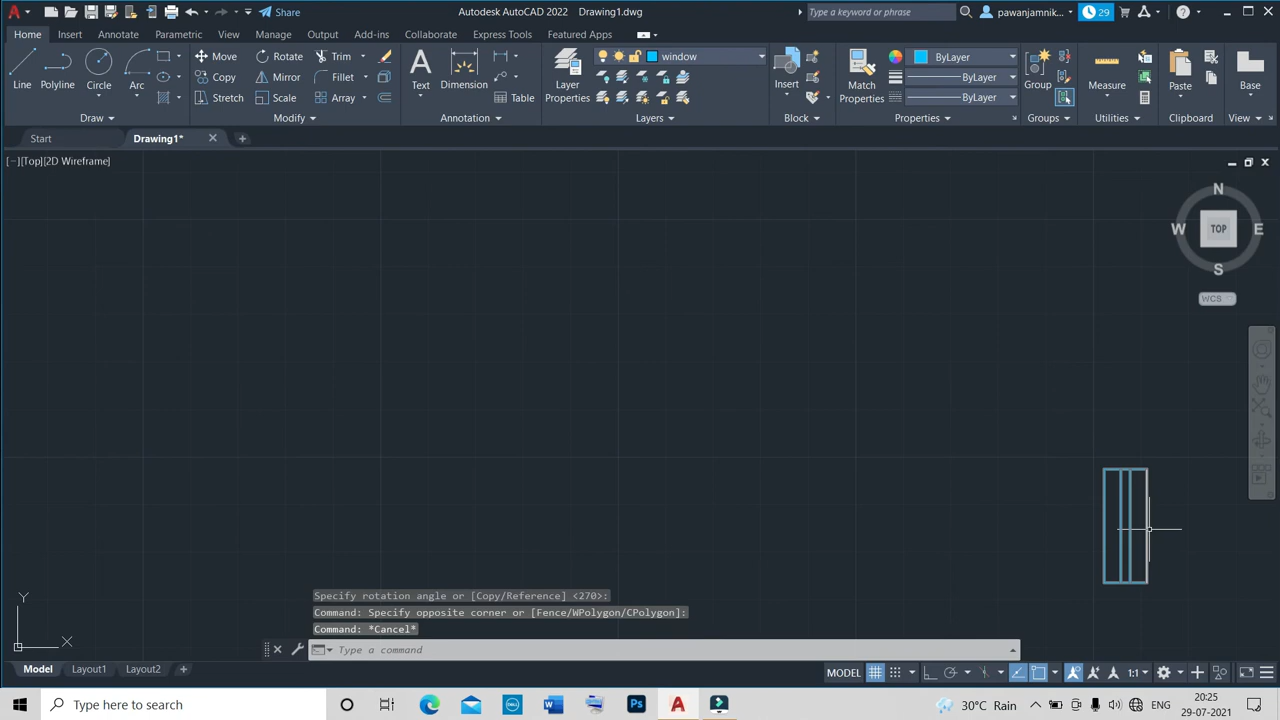 Share
Autodesk AutoCAD 2022 Drawing1.dwg
Type a keyword or phrase
pawanjamnik...
29
Home Insert Annotate Parametric View Manage Output Add-ins Collaborate Express Tools Featured Apps
Line
Polyline
Circle
Arc
Move Rotate Trim
Copy Mirror Fillet
Stretch Scale Array
Text
Dimension
Table
Layer
Properties
window
Insert
Match
Properties
ByLayer
ByLayer
ByLayer
Group
Measure
Paste
Base
Draw Modify Annotation Layers Block Properties Groups Utilities Clipboard View
Start Drawing1*
[−][Top][2D Wireframe]
N
W TOP E
S
WCS
Specify rotation angle or [Copy/Reference] <270>:
Command: Specify opposite corner or [Fence/WPolygon/CPolygon]:
Command: *Cancel*
Type a command
Y
X
Model Layout1 Layout2
MODEL 1:1
Type here to search
DELL
W
Ps
A
30°C Rain
ENG
20:25
29-07-2021